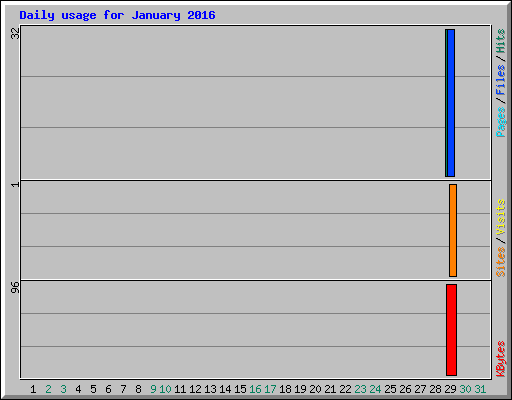 Daily usage for January 2016
32
1
96
Pages/Files/Hits
Sites/Visits
KBytes
1 2 3 4 5 6 7 8 9 10 11 12 13 14 15 16 17 18 19 20 21 22 23 24 25 26 27 28 29 30 31